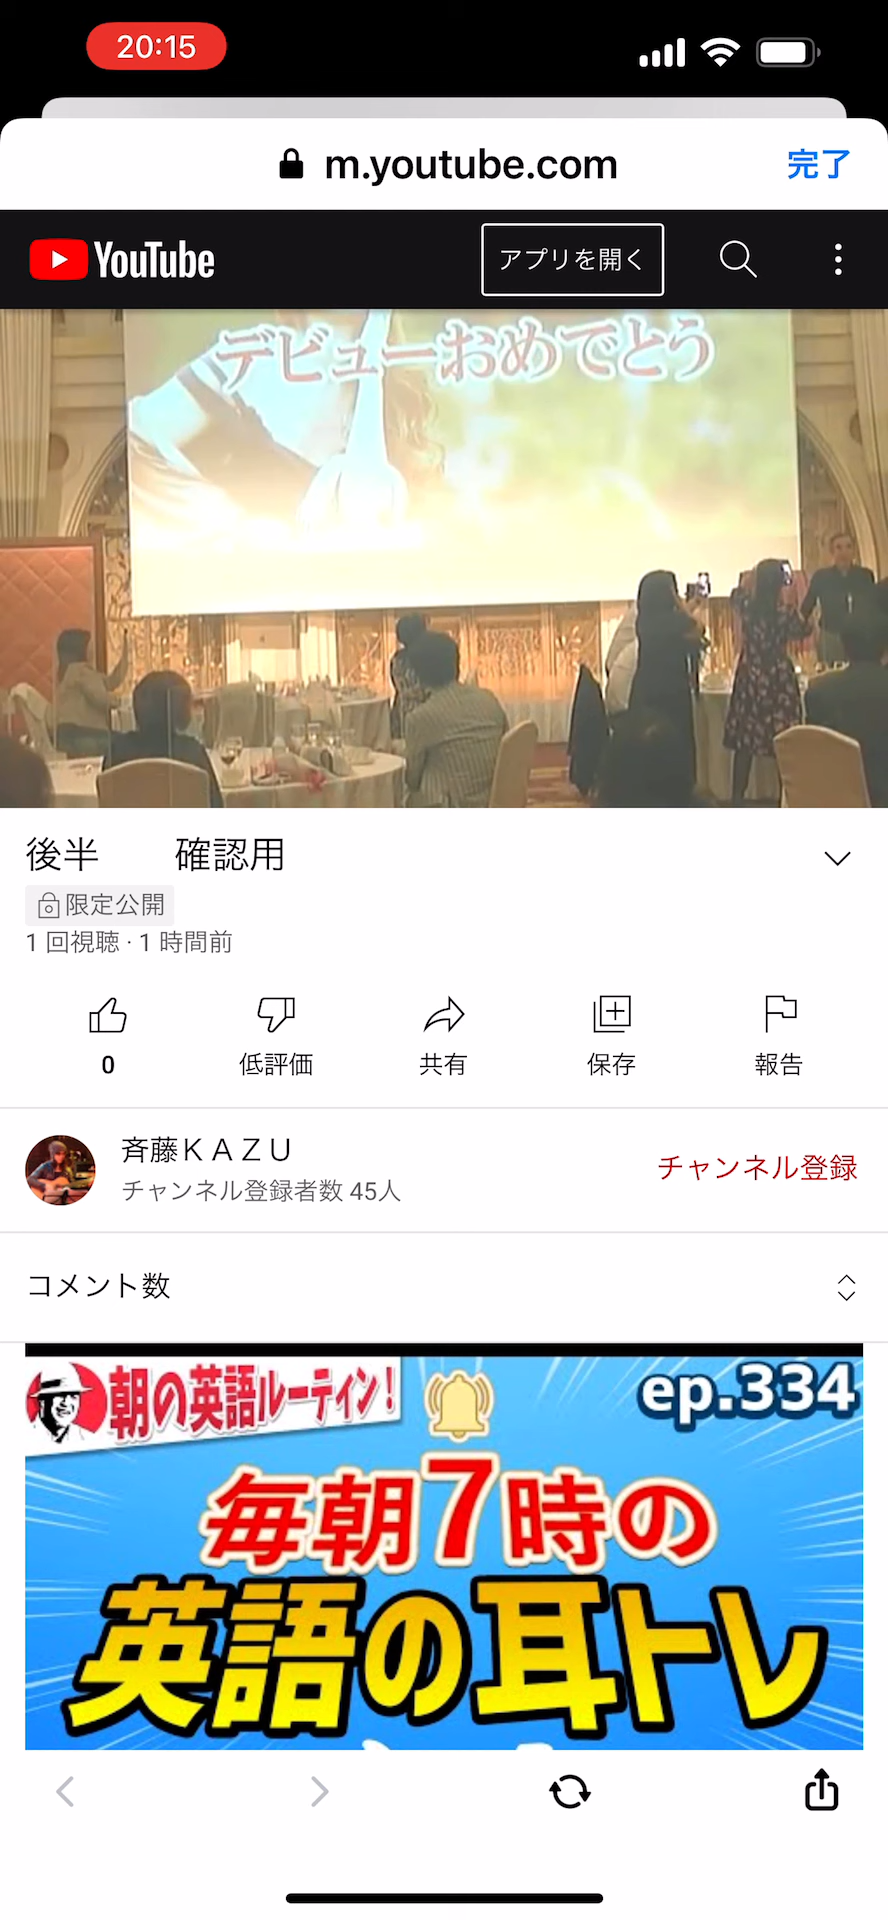 20:15
m.youtube.com
完了
YouTube
アプリを開く
デビューおめでとう
後半 確認用
限定公開
1 回視聴 · 1 時間前
0
低評価
共有
保存
報告
斉藤ＫＡＺＵ
チャンネル登録者数 45人
チャンネル登録
コメント数
朝の英語ルーティン!
ep.334
毎朝7時の
英語の耳トレ